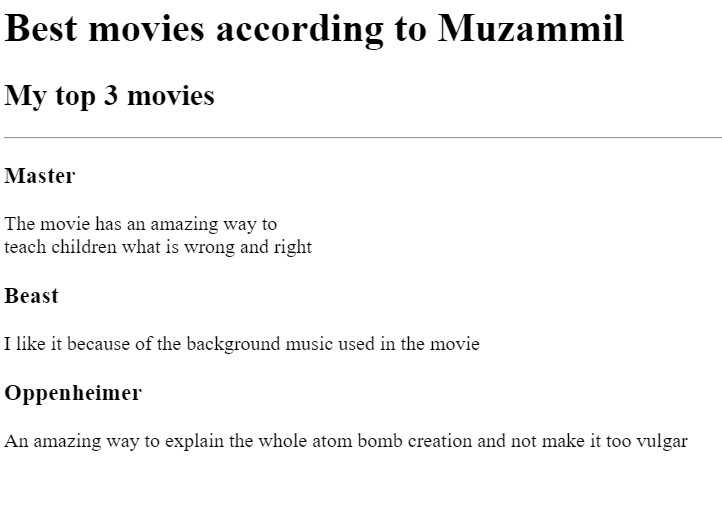 Best movies according to Muzammil
My top 3 movies
Master
The movie has an amazing way to
teach children what is wrong and right
Beast
I like it because of the background music used in the movie
Oppenheimer
An amazing way to explain the whole atom bomb creation and not make it too vulgar